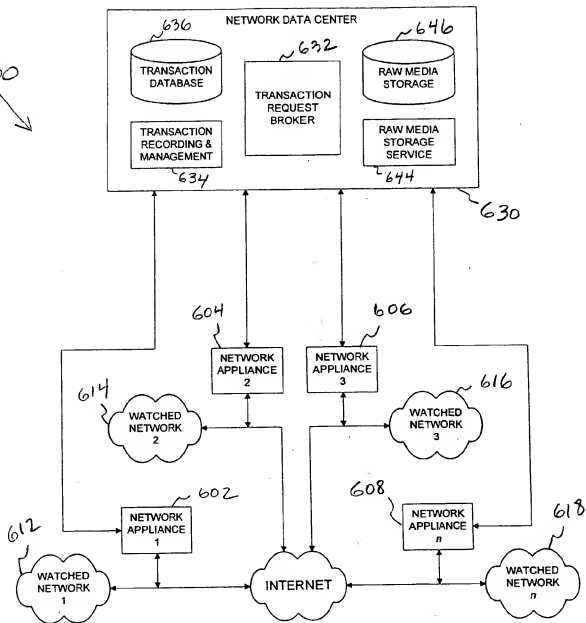 NETWORK DATA CENTER
636
632
646
TRANSACTION
DATABASE
TRANSACTION
REQUEST
BROKER
RAW MEDIA
STORAGE
TRANSACTION
RECORDING &
MANAGEMENT
634
RAW MEDIA
STORAGE
SERVICE
644
630
604
606
NETWORK
APPLIANCE
2
NETWORK
APPLIANCE
3
614
616
WATCHED
NETWORK
2
WATCHED
NETWORK
3
602
608
NETWORK
APPLIANCE
1
NETWORK
APPLIANCE
n
612
618
WATCHED
NETWORK
1
INTERNET
WATCHED
NETWORK
n